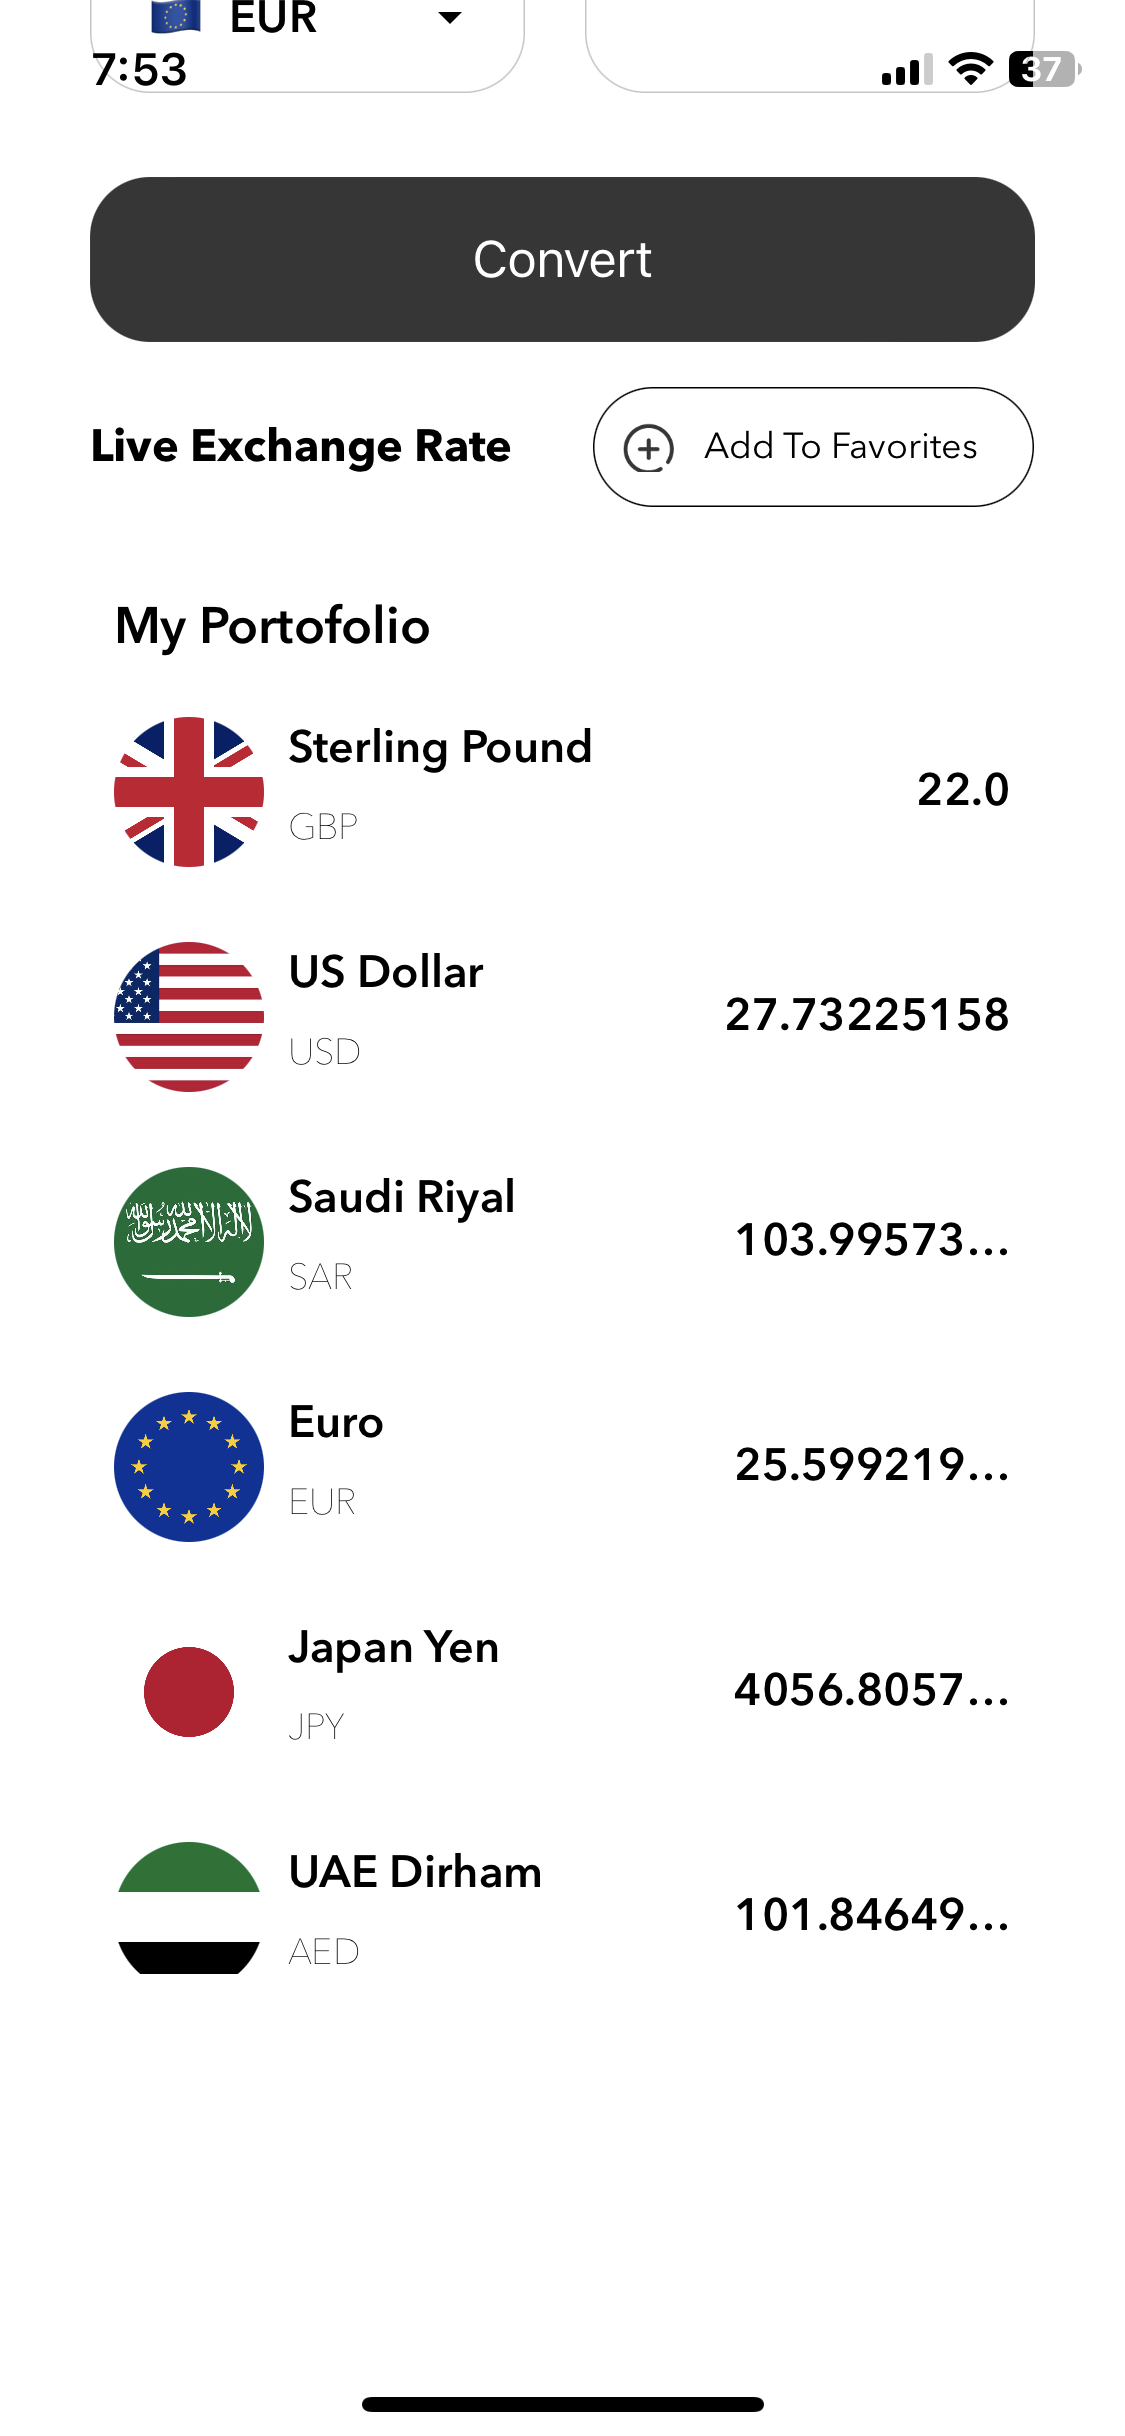 EUR
7:53
37
Convert
Live Exchange Rate
Add To Favorites
My Portofolio
Sterling Pound
22.0
GBP
US Dollar
27.73225158
USD
Saudi Riyal
103.99573...
SAR
Euro
25.599219...
EUR
Japan Yen
4056.8057...
JPY
UAE Dirham
101.84649...
AED